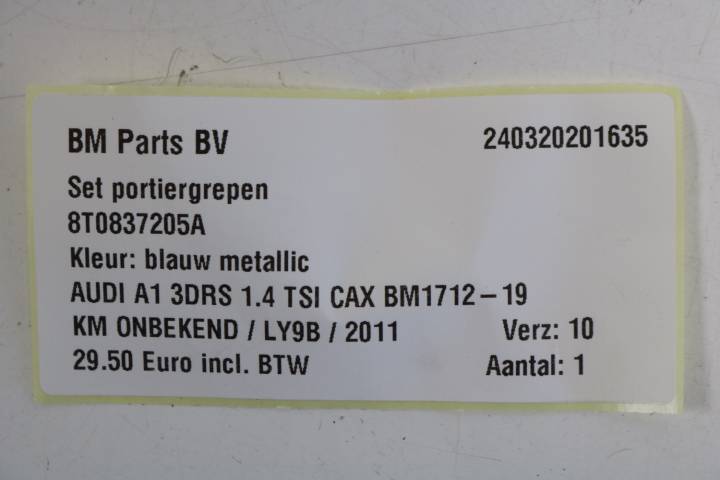 BM Parts BV 240320201635
Set portiergrepen
8T0837205A
Kleur: blauw metallic
AUDI A1 3DRS 1.4 TSI CAX BM1712-19
KM ONBEKEND / LY9B / 2011 Verz: 10
29.50 Euro incl. BTW Aantal: 1